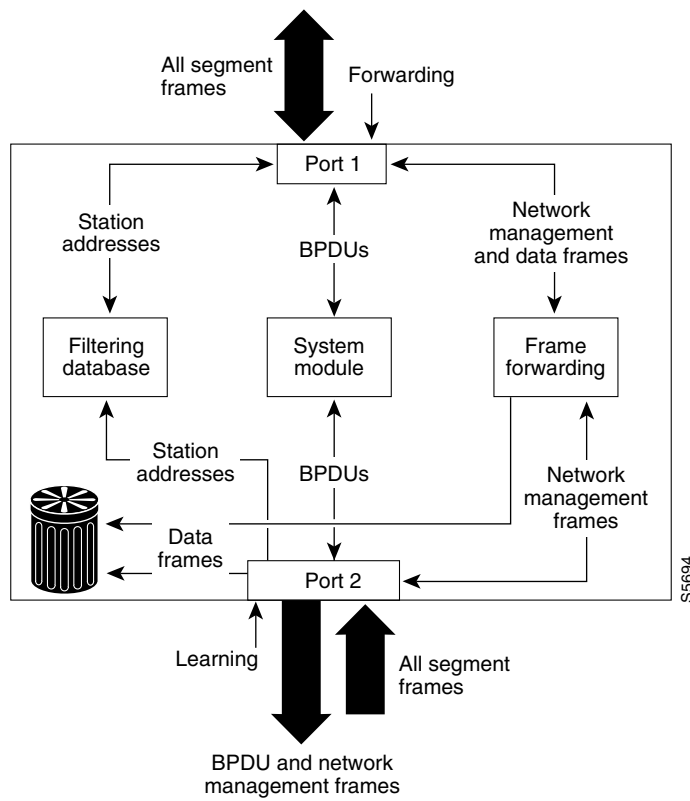 All segment
frames
Forwarding
Port 1
Station
addresses
BPDUs
Network
management
and data frames
Filtering
database
System
module
Frame
forwarding
Station
addresses
BPDUs
Network
management
frames
Data
frames
Port 2
S5694
Learning
All segment
frames
BPDU and network
management frames